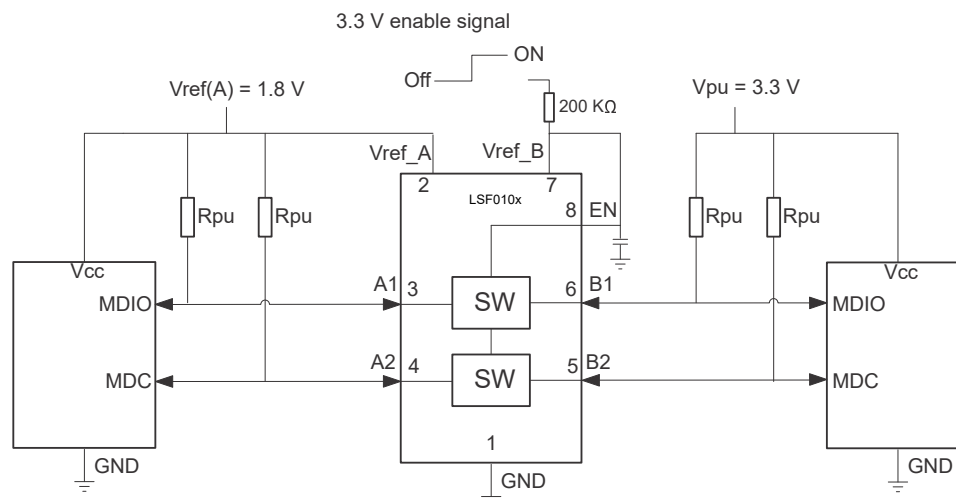 3.3 V enable signal
ON
Off
Vref(A) = 1.8 V
Vpu = 3.3 V
200 KΩ
Vref_A
Vref_B
2
7
LSF010x
8
EN
Rpu
Rpu
Rpu
Rpu
Vcc
Vcc
MDIO
A1
3
SW
6
B1
MDIO
MDC
A2
4
SW
5
B2
MDC
1
GND
GND
GND